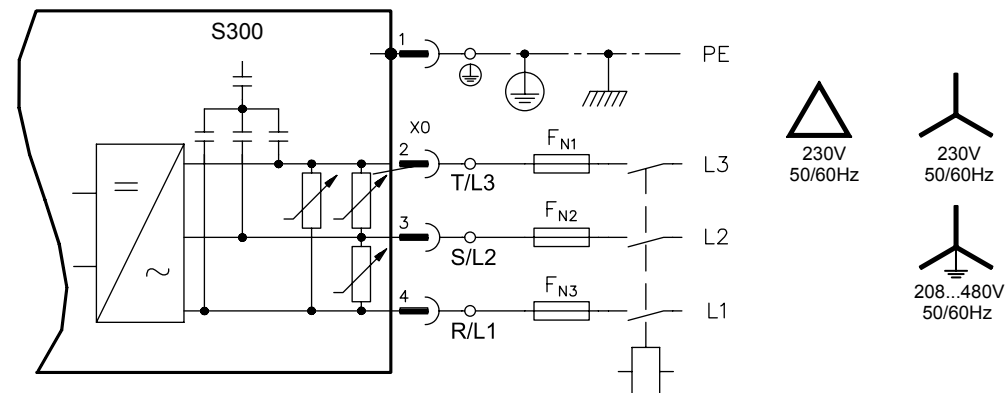 S300
1
PE
X0
2
T/L3
F N1
L3
3
S/L2
F N2
L2
4
R/L1
F N3
L1
230V
50/60Hz
230V
50/60Hz
208...480V
50/60Hz